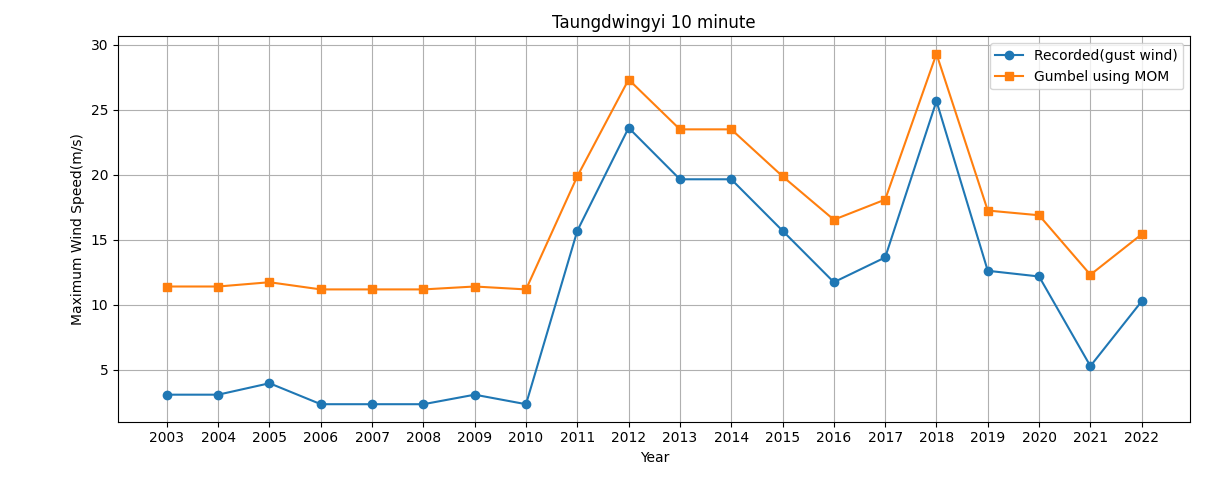 Taungdwingyi 10 minute
Recorded(gust wind)
Gumbel using MOM
Maximum Wind Speed(m/s)
30
25
20
15
10
5
2003 2004 2005 2006 2007 2008 2009 2010 2011 2012 2013 2014 2015 2016 2017 2018 2019 2020 2021 2022
Year